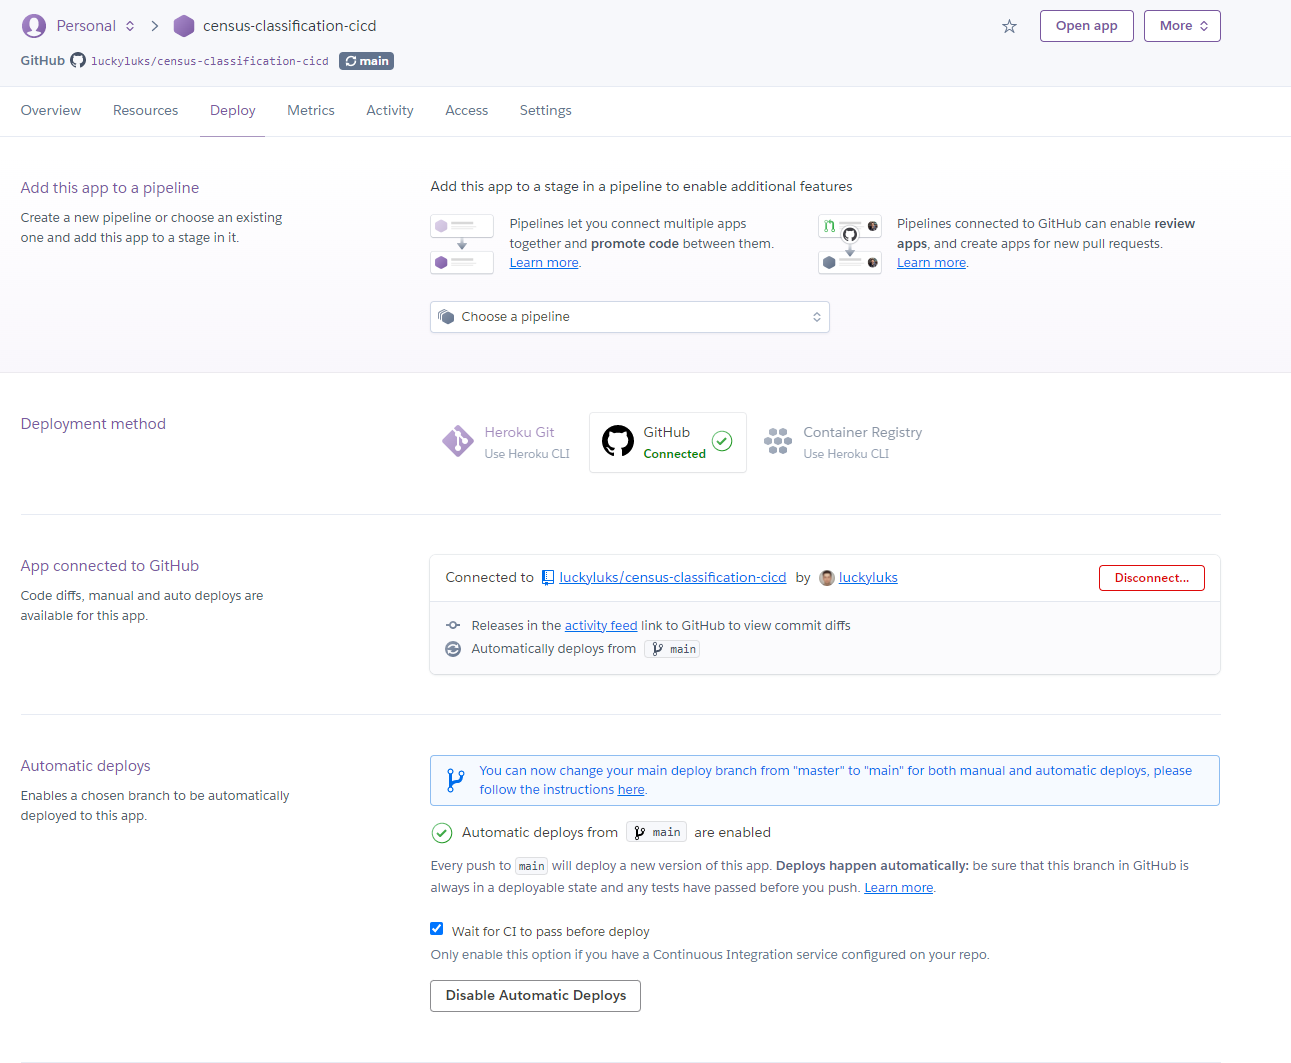 Personal census-classification-cicd Open app More
GitHub luckyluks/census-classification-cicd main
Overview Resources Deploy Metrics Activity Access Settings
Add this app to a pipeline
Create a new pipeline or choose an existing
one and add this app to a stage in it.
Add this app to a stage in a pipeline to enable additional features
Pipelines let you connect multiple apps
together and promote code between them.
Learn more.
Pipelines connected to GitHub can enable review
apps, and create apps for new pull requests.
Learn more.
Choose a pipeline
Deployment method
Heroku Git
Use Heroku CLI
GitHub
Connected
Container Registry
Use Heroku CLI
App connected to GitHub
Code diffs, manual and auto deploys are
available for this app.
Connected to luckyluks/census-classification-cicd by luckyluks Disconnect...
Releases in the activity feed link to GitHub to view commit diffs
Automatically deploys from main
Automatic deploys
Enables a chosen branch to be automatically
deployed to this app.
You can now change your main deploy branch from "master" to "main" for both manual and automatic deploys, please
follow the instructions here.
Automatic deploys from main are enabled
Every push to main will deploy a new version of this app. Deploys happen automatically: be sure that this branch in GitHub is
always in a deployable state and any tests have passed before you push. Learn more.
Wait for CI to pass before deploy
Only enable this option if you have a Continuous Integration service configured on your repo.
Disable Automatic Deploys